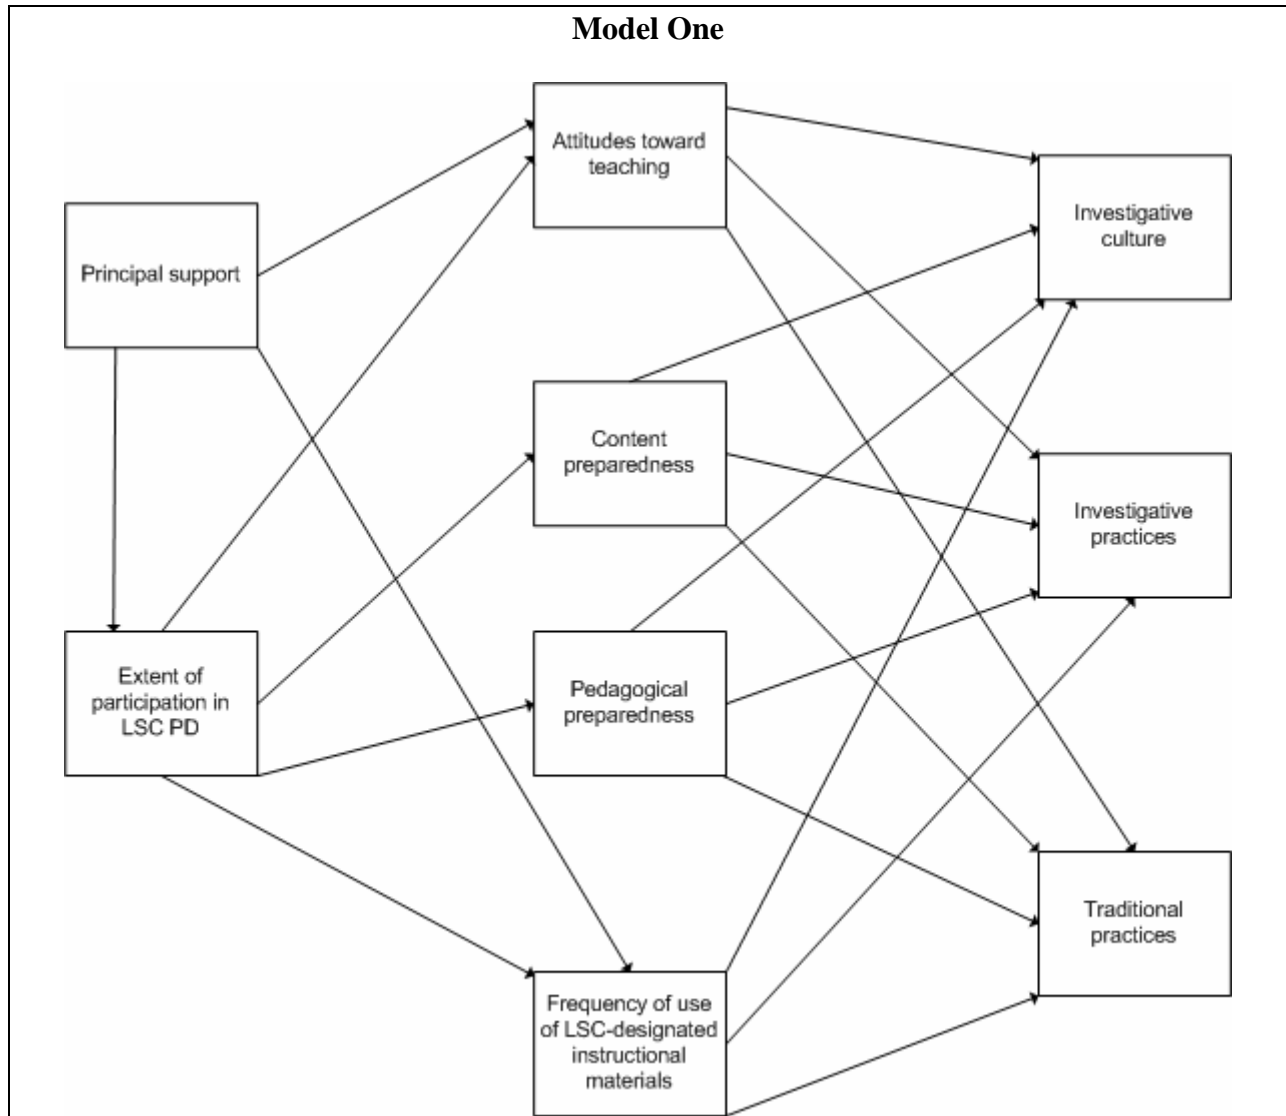 Model One
Attitudes toward
teaching
Investigative
culture
Principal support
Content
preparedness
Investigative
practices
Extent of
participation in
LSC PD
Pedagogical
preparedness
Traditional
practices
Frequency of use
of LSC-designated
instructional
materials